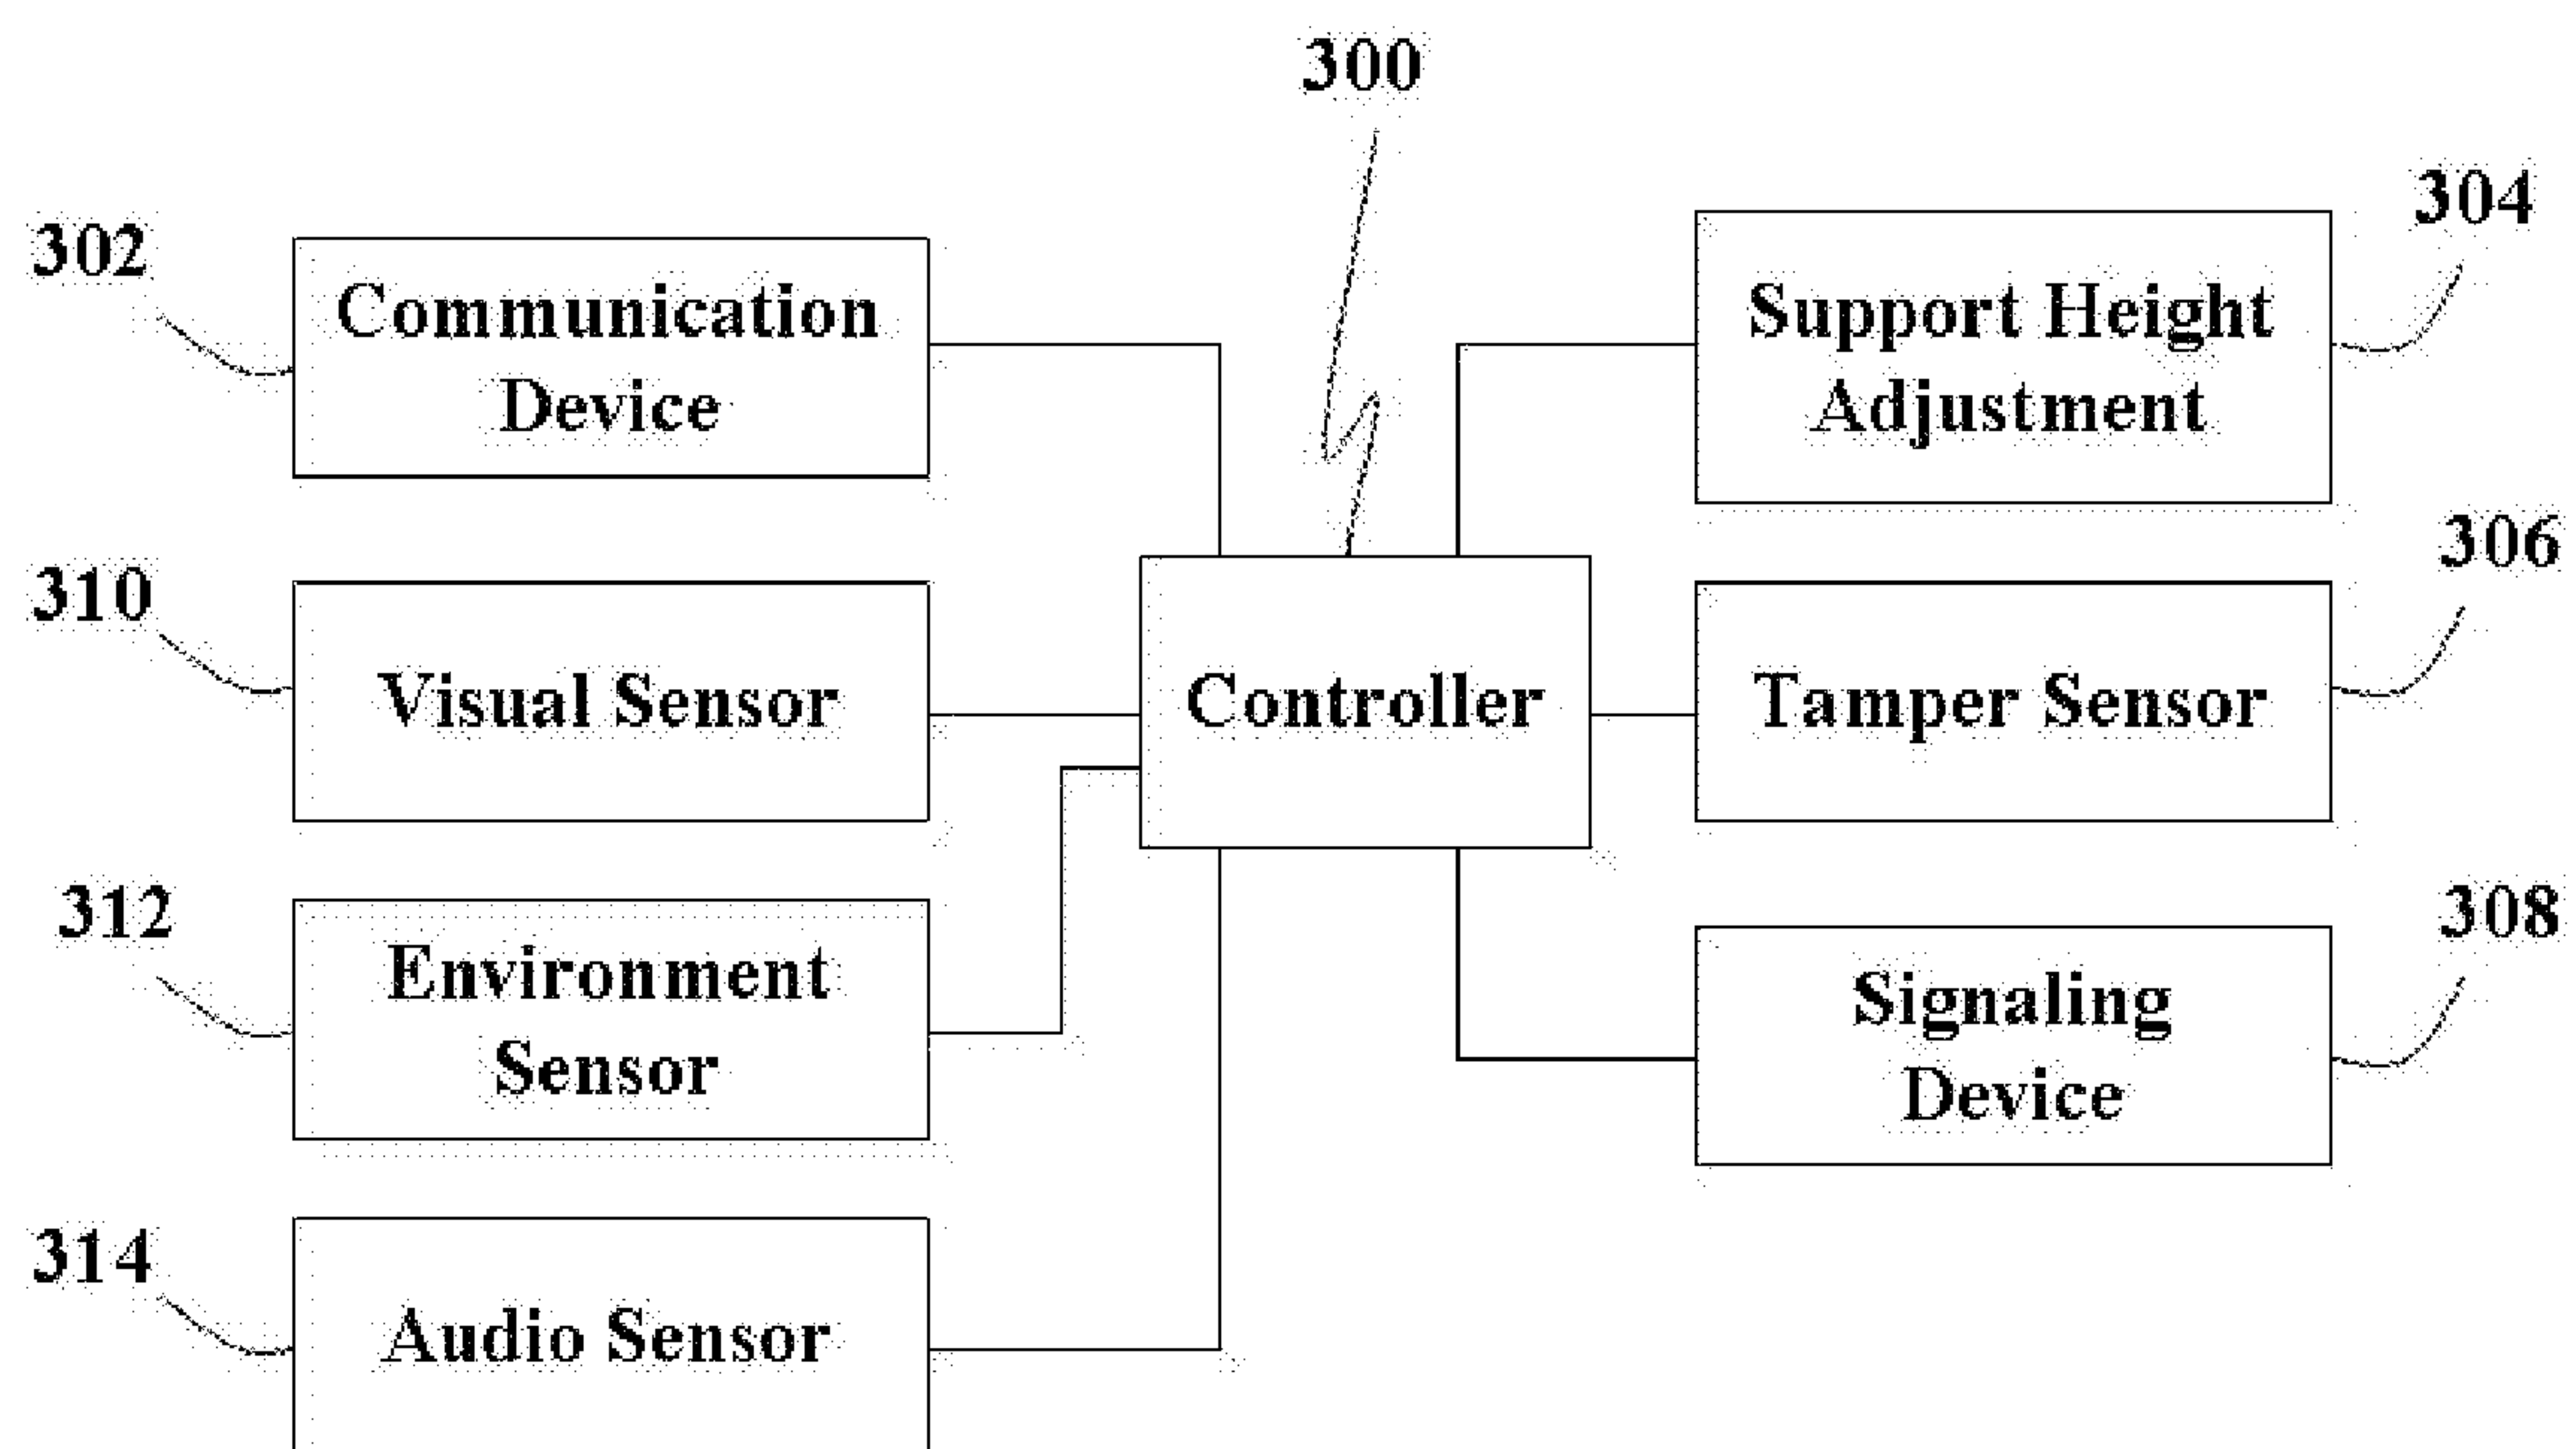 300
302
Communication
Device
304
Support Height
Adjustment
310
Visual Sensor
Controller
306
Tamper Sensor
312
Environment
Sensor
308
Signaling
Device
314
Audio Sensor